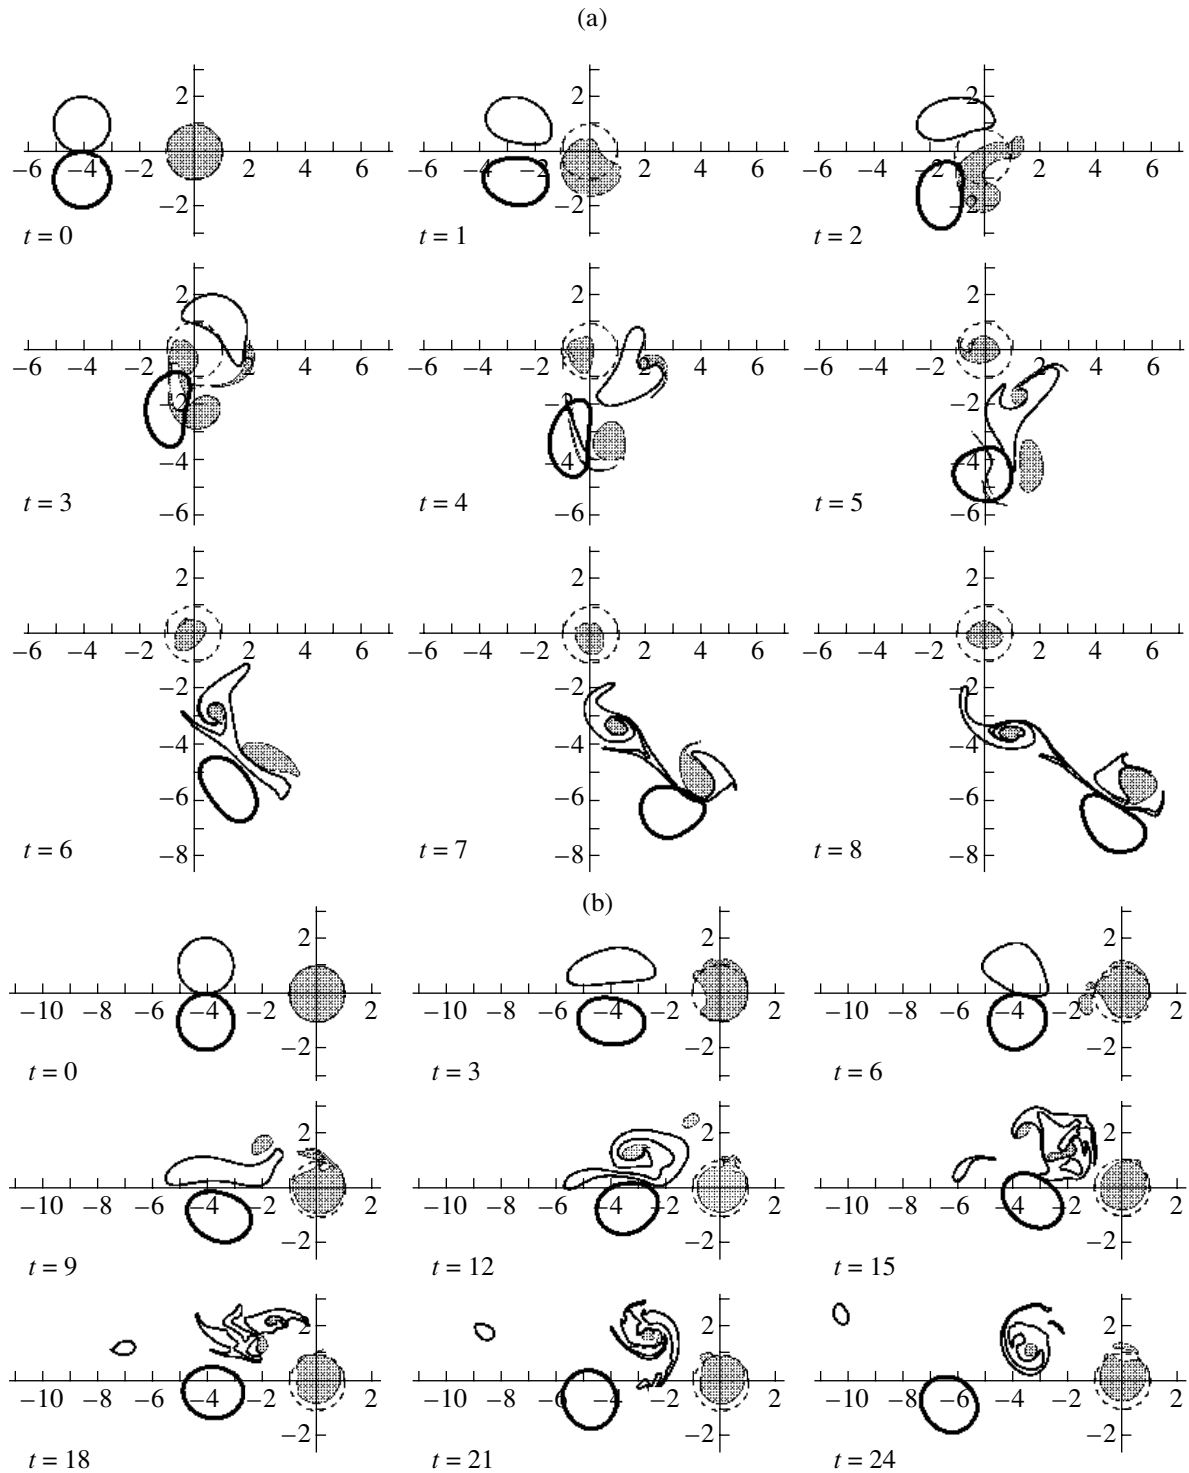 (a)
2 2 2
−6 −4 −2 2 4 6 −6 −4 −2 2 4 6 −6 −4 −2 2 4 6
−2 −2 −2
t = 0 t = 1 t = 2
2 2 2
−6 −4 −2 2 4 6 −6 −4 −2 2 4 6 −6 −4 −2 2 4 6
−2 −2 −2
−4 −4 −4
t = 3 t = 4 t = 5
−6 −6 −6
2 2 2
−6 −4 −2 2 4 6 −6 −4 −2 2 4 6 −6 −4 −2 2 4 6
−2 −2 −2
−4 −4 −4
−6 −6 −6
t = 6 t = 7 t = 8
−8 −8 −8
(b)
2 2 2
−10 −8 −6 −4 −2 2 −10 −8 −6 −4 −2 2 −10 −8 −6 −4 −2 2
−2 −2 −2
t = 0 t = 3 t = 6
2 2 2
−10 −8 −6 −4 −2 2 −10 −8 −6 −4 −2 2 −10 −8 −6 −4 −2 2
−2 −2 −2
t = 9 t = 12 t = 15
2 2 2
−10 −8 −6 −4 −2 2 −10 −8 −6 −4 −2 2 −10 −8 −6 −4 −2 2
−2 −2 −2
t = 18 t = 21 t = 24